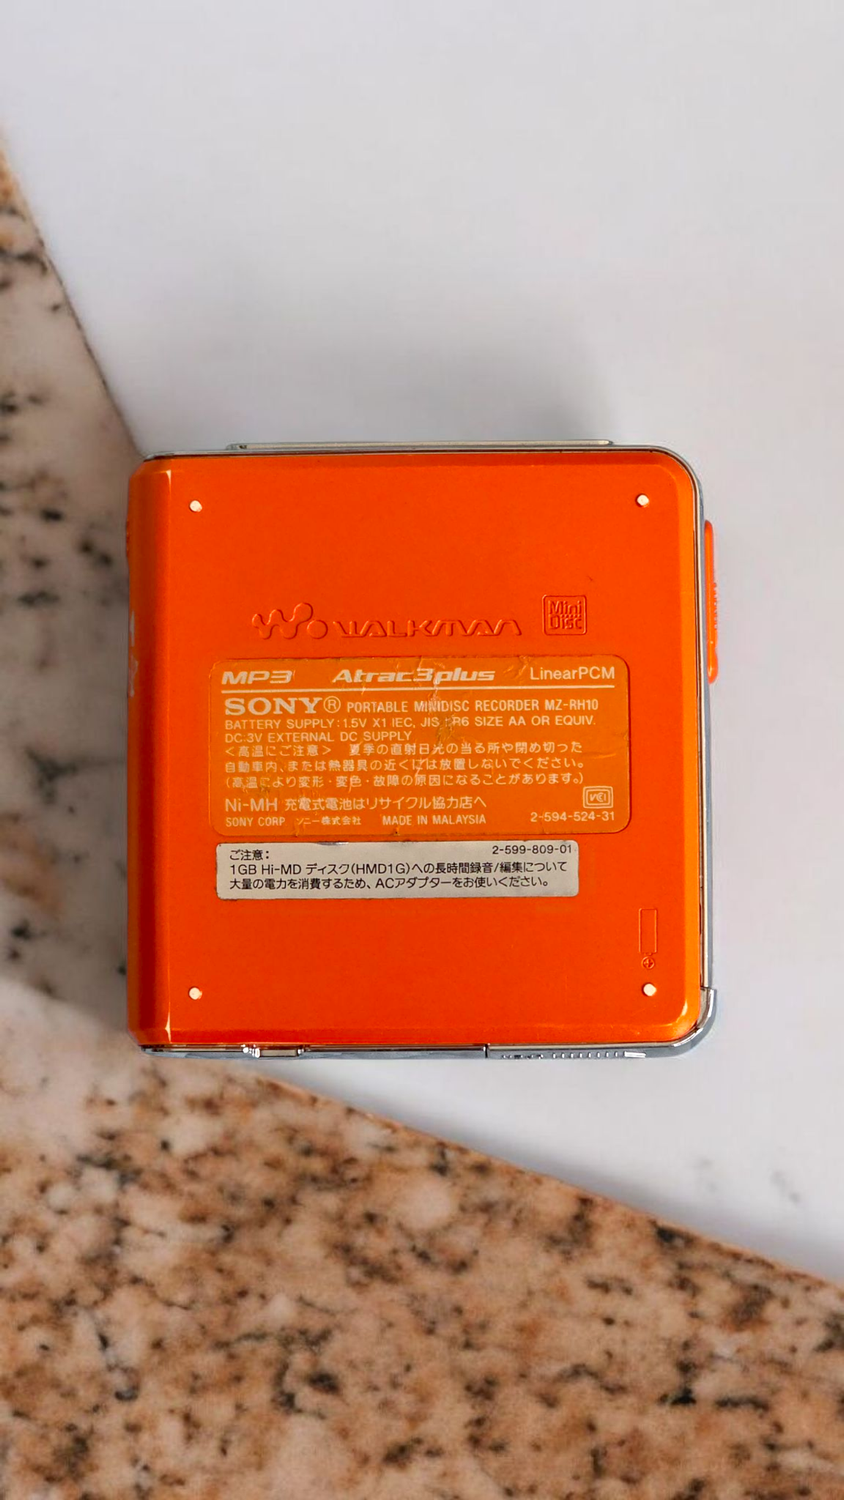 WALKMAN
Mini
Disc
MP3 Atrac3plus LinearPCM
SONY® PORTABLE MINIDISC RECORDER MZ-RH10
BATTERY SUPPLY : 1.5V X1 IEC, JIS : R6 SIZE AA OR EQUIV.
DC 3V EXTERNAL DC SUPPLY
<高温にご注意> 夏季の直射日光の当る所や閉め切った
自動車内、または熱器具の近くには放置しないでください。
(高温により変形・変色・故障の原因になることがあります。)
Ni-MH 充電式電池はリサイクル協力店へ
SONY CORP ソニー株式会社 MADE IN MALAYSIA 2-594-524-31
ご注意: 2-599-809-01
1GB Hi-MD ディスク(HMD1G)への長時間録音/編集について
大量の電力を消費するため、ACアダプターをお使いください。